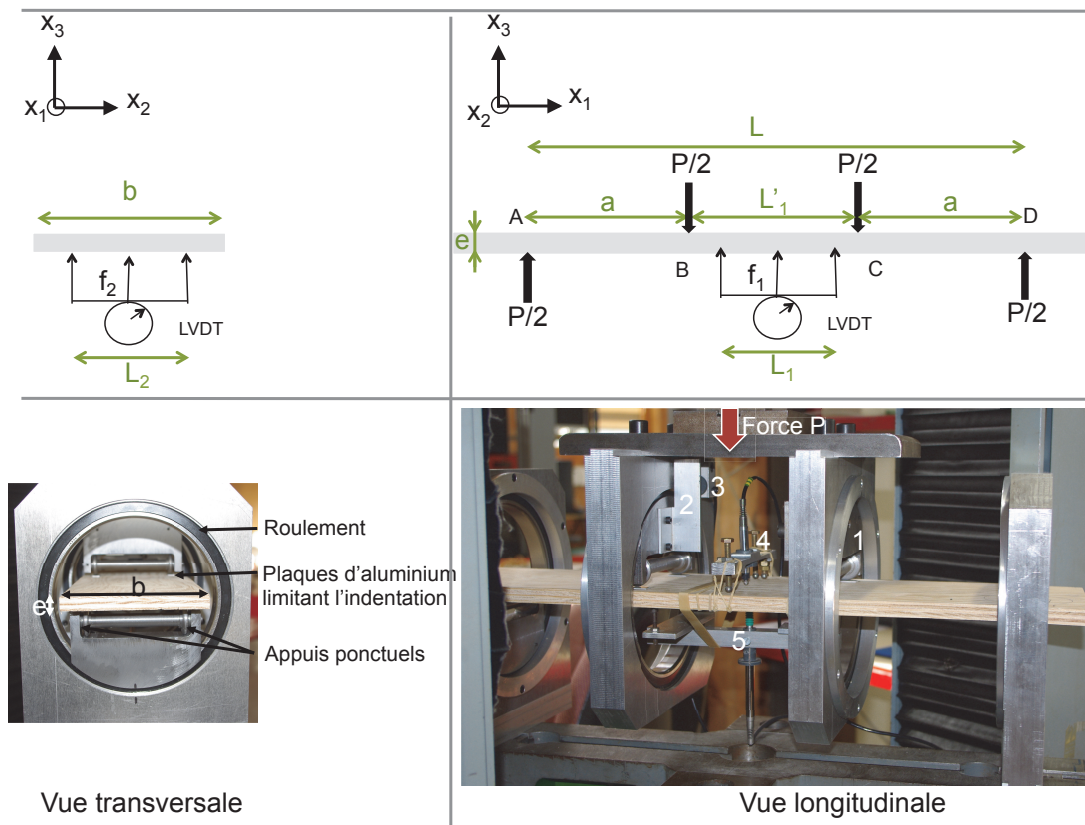 x3
x1
x2
b
f2
LVDT
L2
x3
x2
x1
L
P/2
P/2
A
a
L'1
a
D
e
B
f1
C
P/2
LVDT
P/2
L1
Roulement
Plaques d'aluminium
limitant l'indentation
Appuis ponctuels
b
e
Vue transversale
Force P
3
2
4
1
5
Vue longitudinale